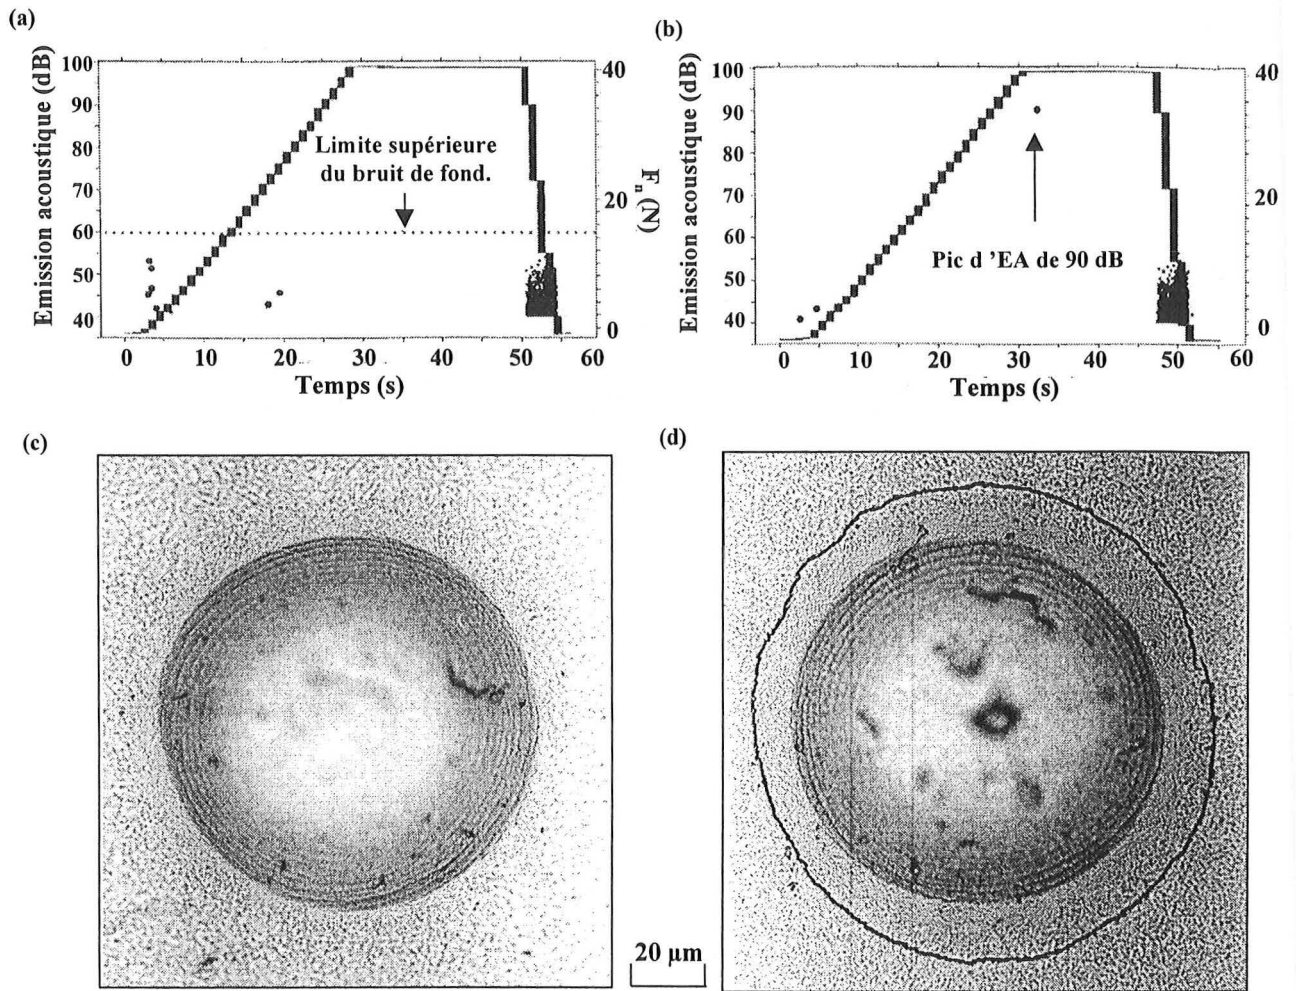 (a)
(b)
Emission acoustique (dB)
100
90
80
70
60
50
40
Limite supérieure
du bruit de fond.
40
20
0
F_n (N)
0
10
20
30
40
50
60
Temps (s)
Emission acoustique (dB)
100
90
80
70
60
50
40
Pic d 'EA de 90 dB
40
20
0
0
10
20
30
40
50
60
Temps (s)
(c)
(d)
20 µm